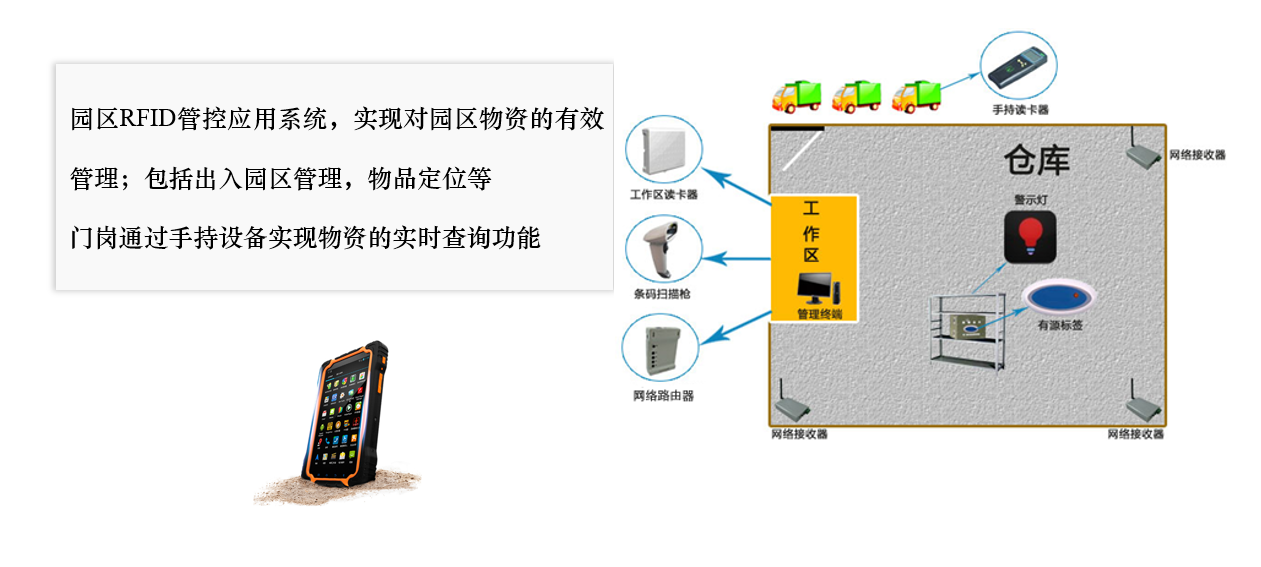 园区RFID管控应用系统，实现对园区物资的有效
管理；包括出入园区管理，物品定位等
门岗通过手持设备实现物资的实时查询功能
手持读卡器
网络接收器
仓库
工作区读卡器
警示灯
工
作
区
条码扫描枪
管理终端
有源标签
网络路由器
网络接收器
网络接收器